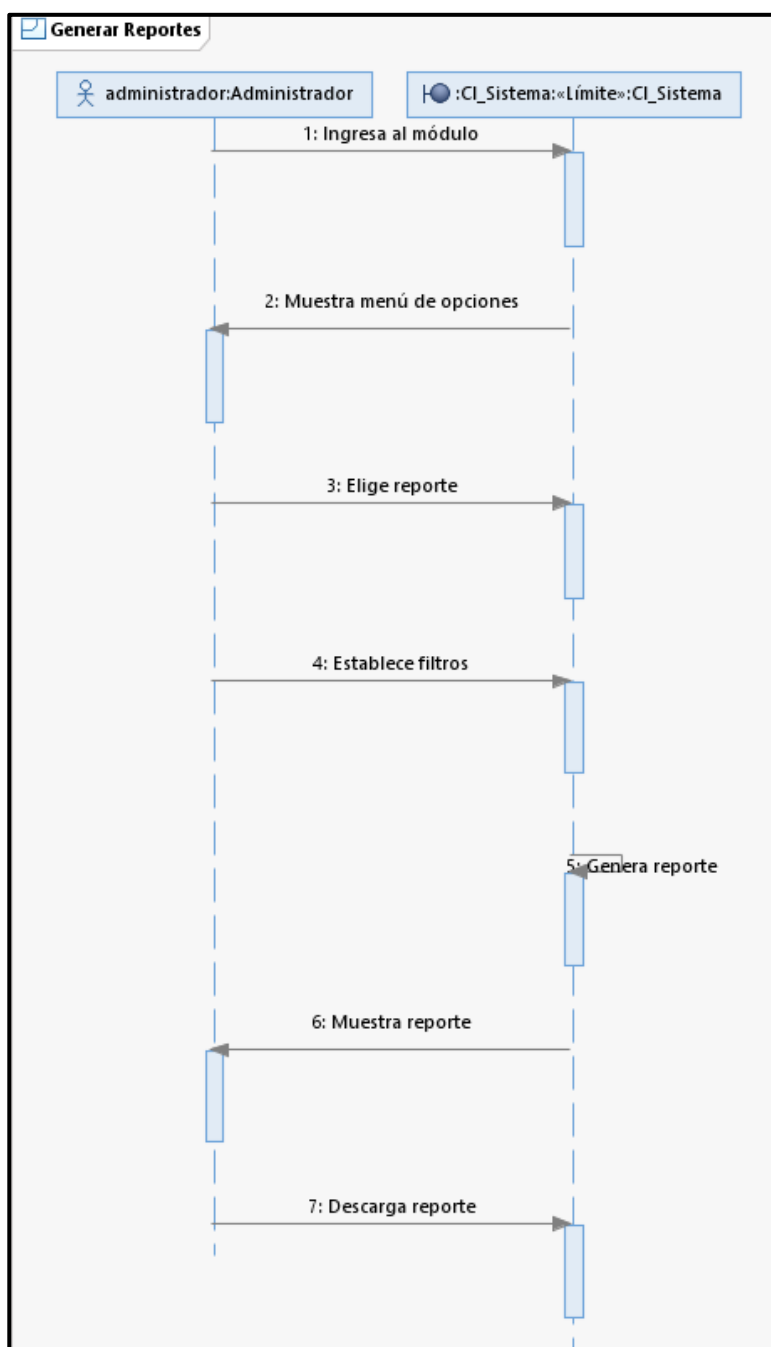 Generar Reportes
administrador:Administrador
:CI_Sistema:«Límite»:CI_Sistema
1: Ingresa al módulo
2: Muestra menú de opciones
3: Elige reporte
4: Establece filtros
5: Genera reporte
6: Muestra reporte
7: Descarga reporte